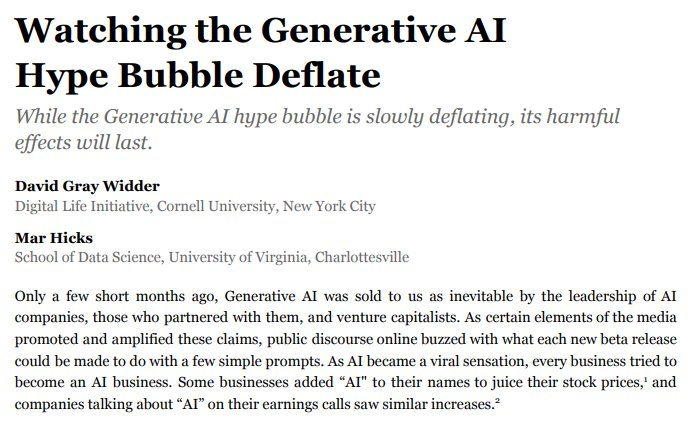 Watching the Generative AI
Hype Bubble Deflate
While the Generative AI hype bubble is slowly deflating, its harmful
effects will last.
David Gray Widder
Digital Life Initiative, Cornell University, New York City
Mar Hicks
School of Data Science, University of Virginia, Charlottesville
Only a few short months ago, Generative AI was sold to us as inevitable by the leadership of AI
companies, those who partnered with them, and venture capitalists. As certain elements of the media
promoted and amplified these claims, public discourse online buzzed with what each new beta release
could be made to do with a few simple prompts. As AI became a viral sensation, every business tried to
become an AI business. Some businesses added “AI" to their names to juice their stock prices,¹ and
companies talking about “AI” on their earnings calls saw similar increases.²